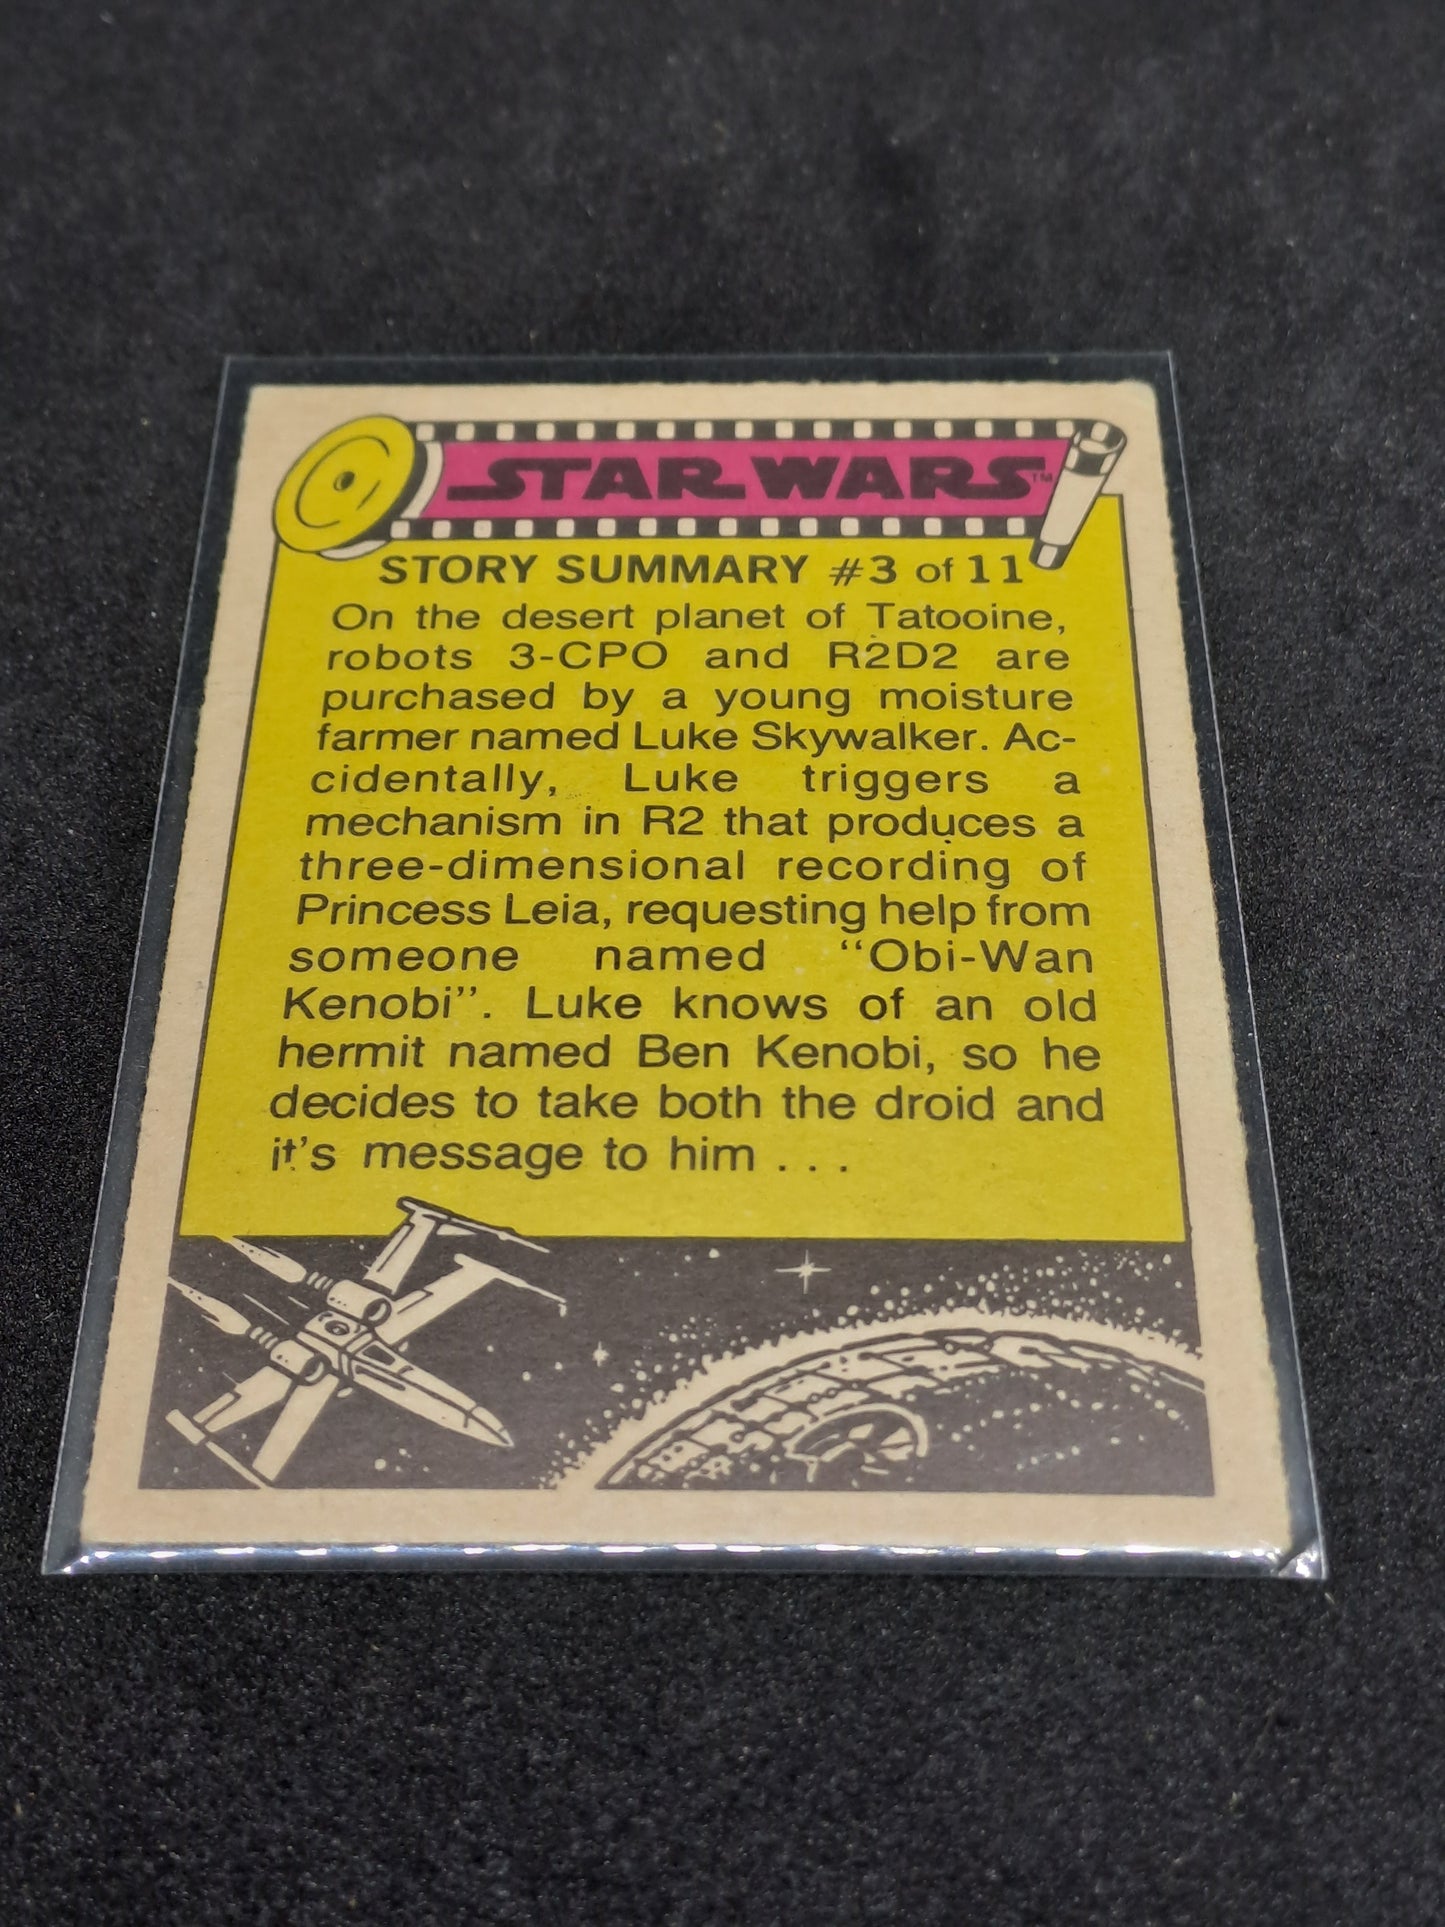 STAR WARS™
STORY SUMMARY #3 of 11
On the desert planet of Tatooine,
robots 3-CPO and R2D2 are
purchased by a young moisture
farmer named Luke Skywalker. Ac-
cidentally, Luke triggers a
mechanism in R2 that produces a
three-dimensional recording of
Princess Leia, requesting help from
someone named “Obi-Wan
Kenobi”. Luke knows of an old
hermit named Ben Kenobi, so he
decides to take both the droid and
it's message to him . . .